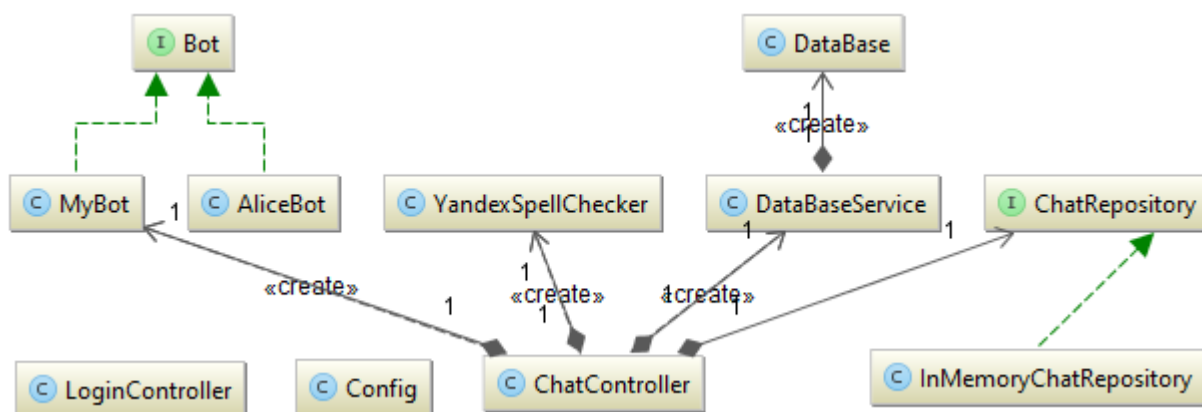 I Bot
C DataBase
1
«create»
1
C MyBot
C AliceBot
C YandexSpellChecker
C DataBaseService
I ChatRepository
1
1
1
1
«create»
«create»
«create»
1
1
1
1
C LoginController
C Config
C ChatController
C InMemoryChatRepository